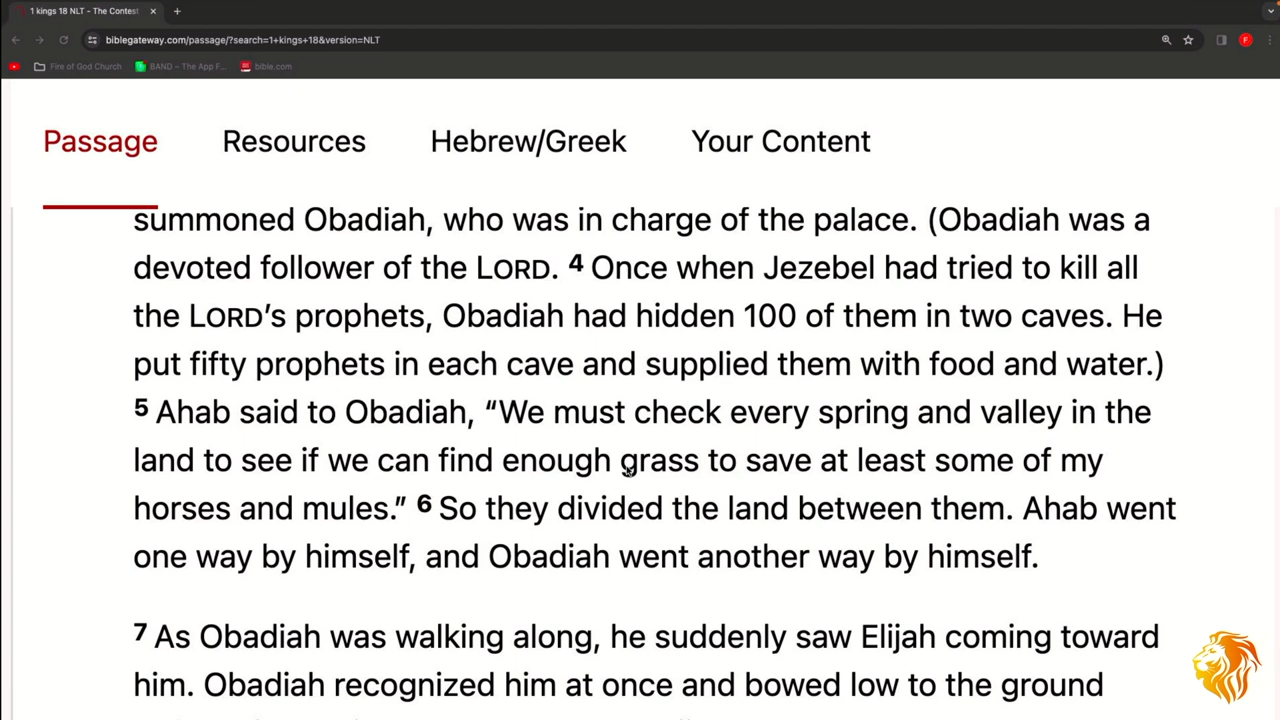 1 kings 18 NLT - The Contest
biblegateway.com/passage/?search=1+kings+18&version=NLT
F
Fire of God Church
BAND – The App F...
bible.com
Passage Resources Hebrew/Greek Your Content
summoned Obadiah, who was in charge of the palace. (Obadiah was a
devoted follower of the LORD. 4 Once when Jezebel had tried to kill all
the LORD’s prophets, Obadiah had hidden 100 of them in two caves. He
put fifty prophets in each cave and supplied them with food and water.)
5 Ahab said to Obadiah, “We must check every spring and valley in the
land to see if we can find enough grass to save at least some of my
horses and mules.” 6 So they divided the land between them. Ahab went
one way by himself, and Obadiah went another way by himself.
7 As Obadiah was walking along, he suddenly saw Elijah coming toward
him. Obadiah recognized him at once and bowed low to the ground